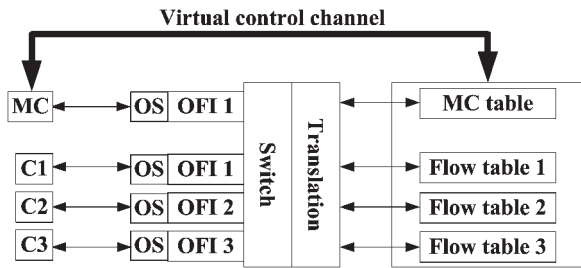 Virtual control channel
MC OS OFI 1 MC table
C1 OS OFI 1 Flow table 1
C2 OS OFI 2 Flow table 2
C3 OS OFI 3 Flow table 3
Switch
Translation